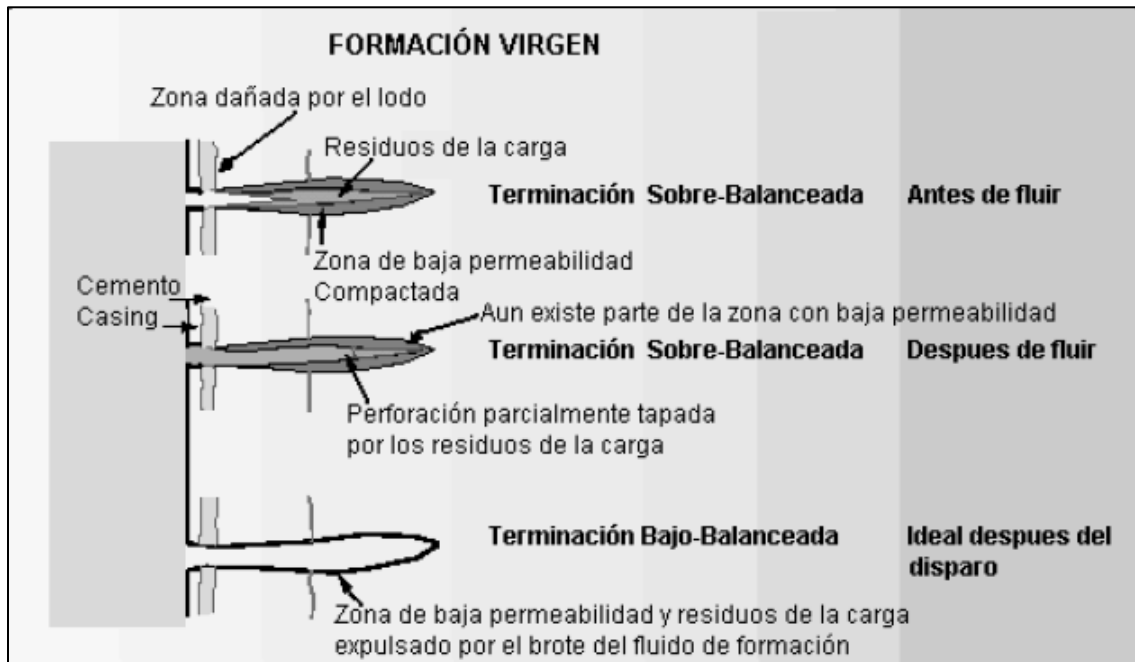 FORMACIÓN VIRGEN
Zona dañada por el lodo
Residuos de la carga
Terminación Sobre-Balanceada
Antes de fluir
Zona de baja permeabilidad
Compactada
Cemento
Casing
Aun existe parte de la zona con baja permeabilidad
Terminación Sobre-Balanceada
Despues de fluir
Perforación parcialmente tapada
por los residuos de la carga
Terminación Bajo-Balanceada
Ideal despues del
disparo
Zona de baja permeabilidad y residuos de la carga
expulsado por el brote del fluido de formación